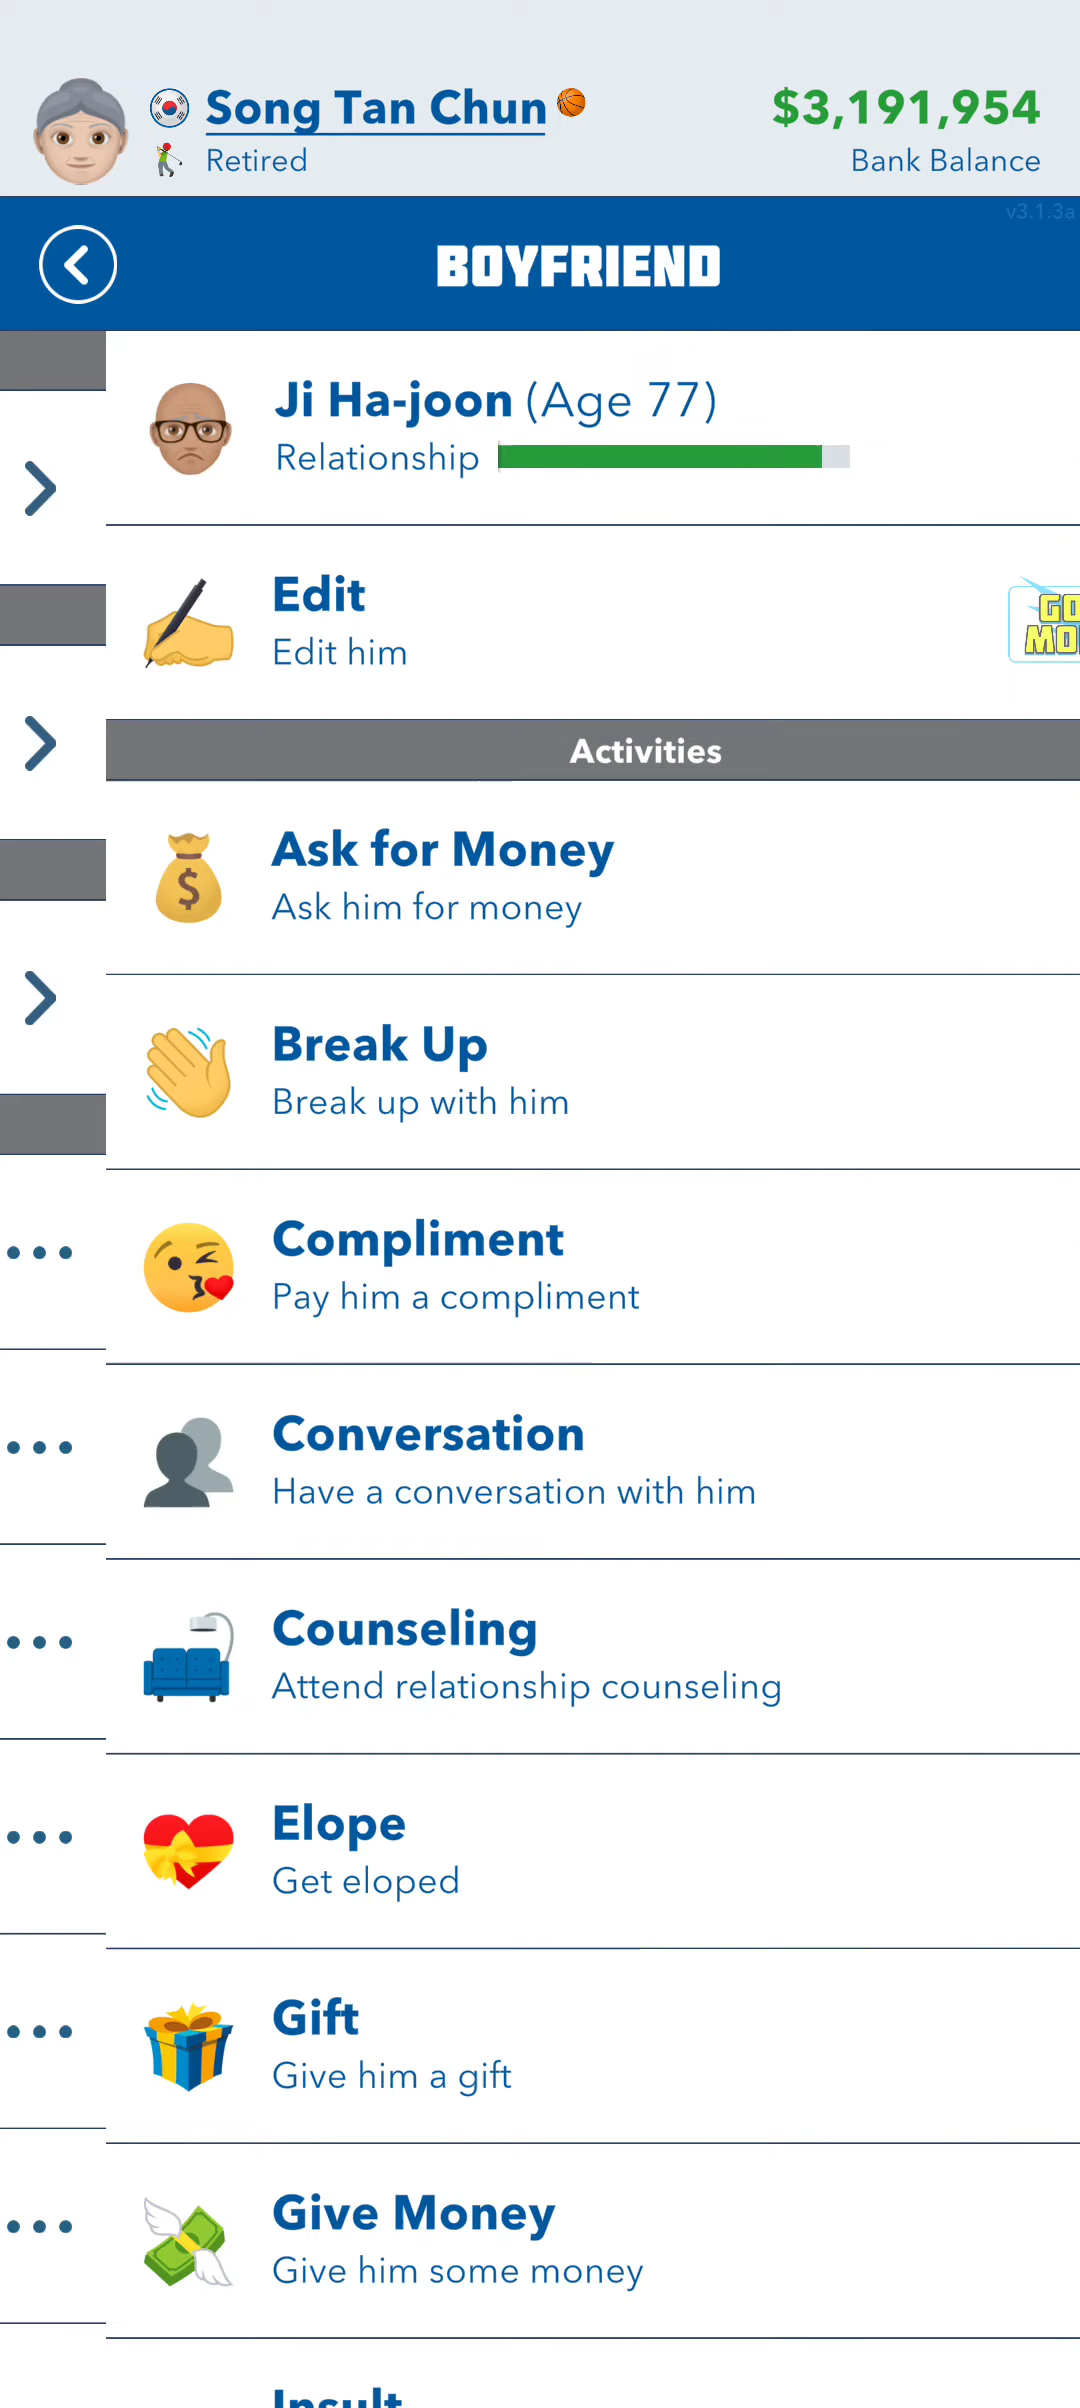 Song Tan Chun
$3,191,954
Retired
Bank Balance
v3.1.3a
BOYFRIEND
Ji Ha-joon (Age 77)
Relationship
Edit
Edit him
GO
MO
Activities
Ask for Money
Ask him for money
$
Break Up
Break up with him
Compliment
Pay him a compliment
Conversation
Have a conversation with him
Counseling
Attend relationship counseling
Elope
Get eloped
Gift
Give him a gift
Give Money
Give him some money
Insult